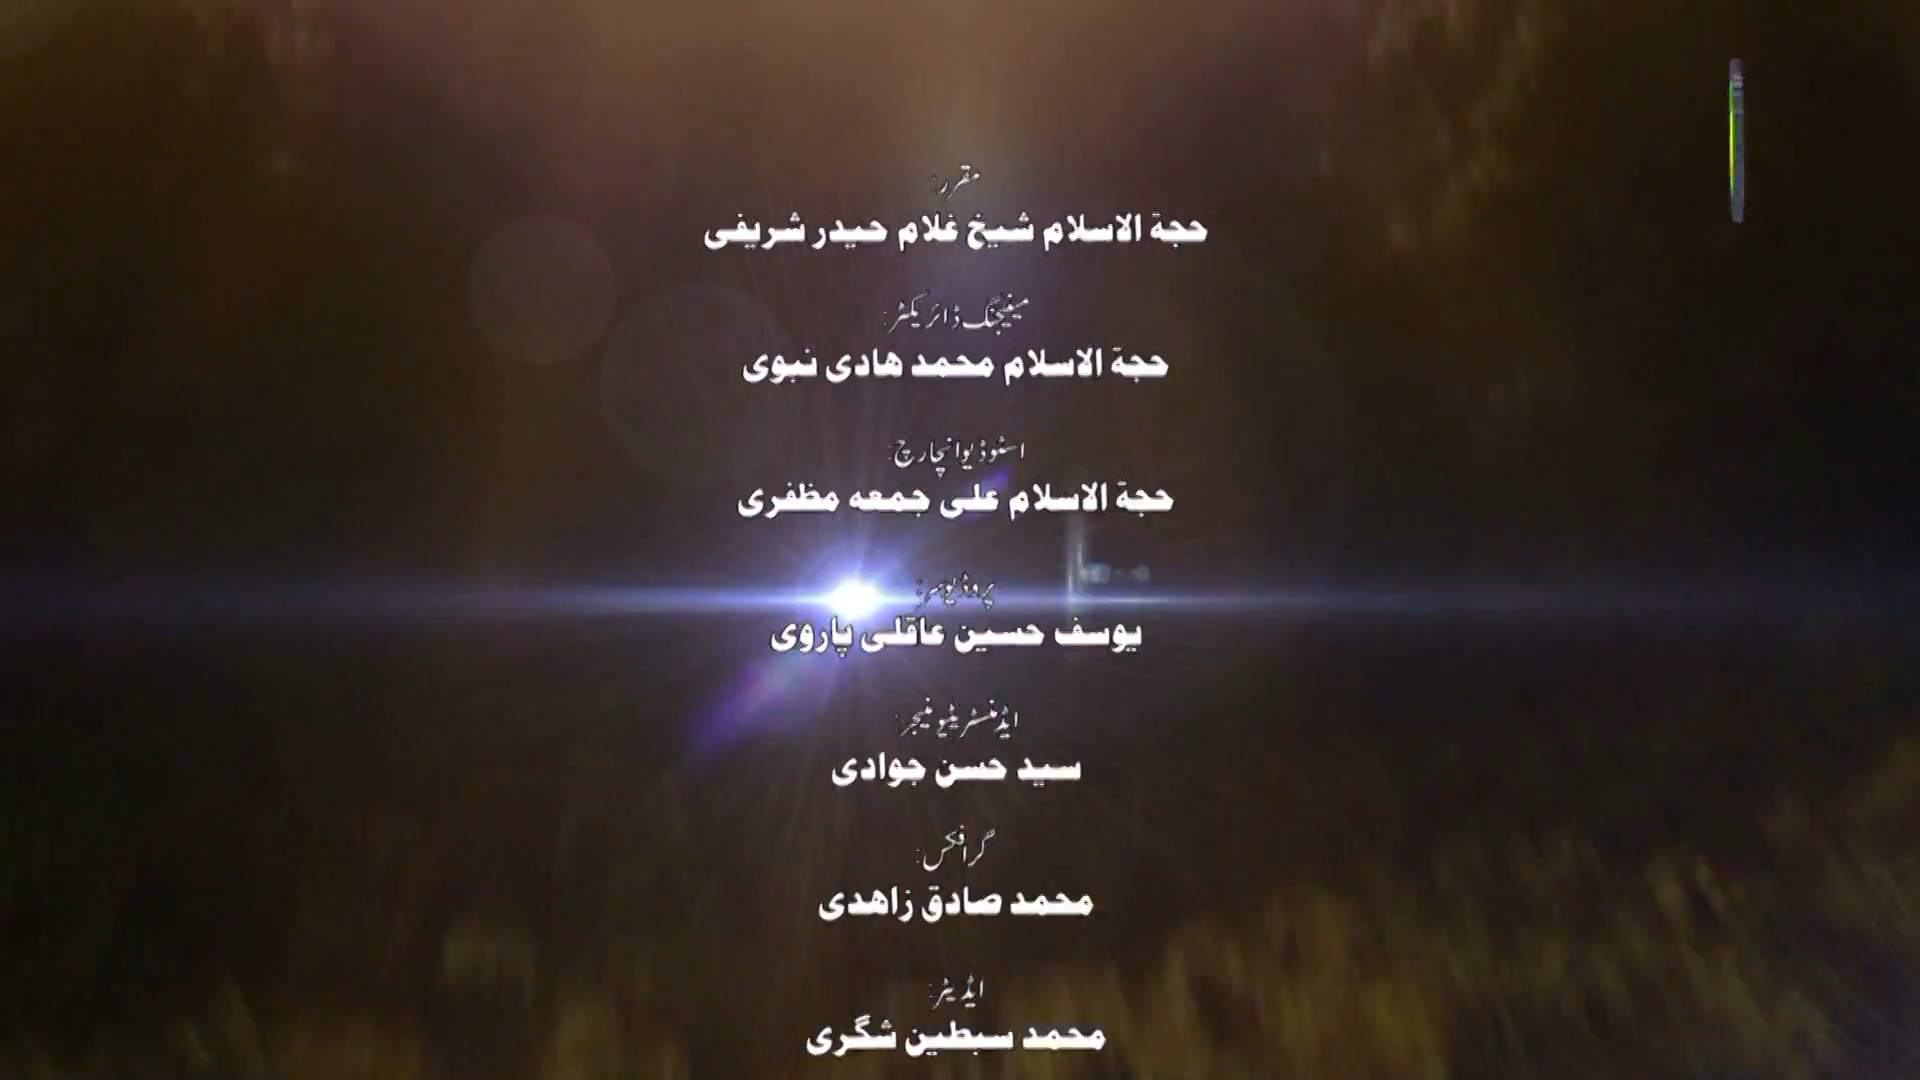 مقرر:
حجة الاسلام شیخ غلام حیدر شریفی
مینیجنگ ڈائریکٹر:
حجة الاسلام محمد هادی نبوی
اسٹوڈیو انچارج:
حجة الاسلام علی جمعه مظفری
پروڈیوسر:
یوسف حسین عاقلی پاروی
ایڈمنسٹریٹیو منیجر:
سید حسن جوادی
گرافکس:
محمد صادق زاهدی
ایڈیٹر:
محمد سبطین شگری